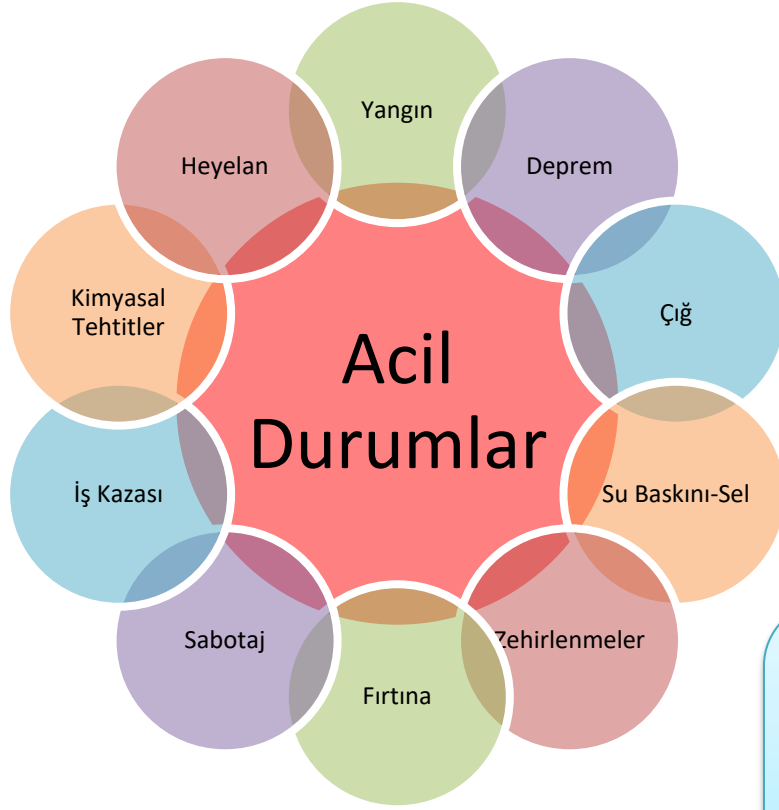 Yangın
Deprem
Çığ
Su Baskını-Sel
Zehirlenmeler
Fırtına
Sabotaj
İş Kazası
Kimyasal
Tehtitler
Heyelan
Acil
Durumlar